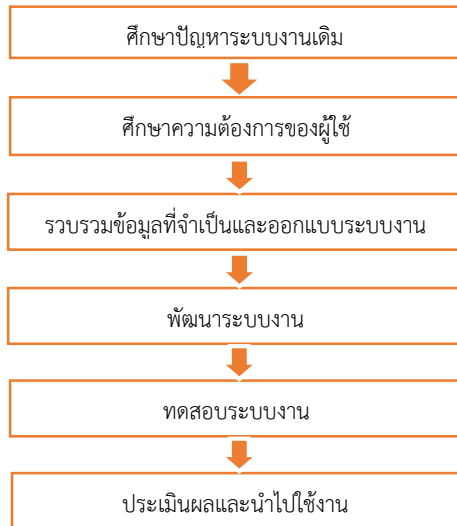 ศึกษาปัญหาระบบงานเดิม
ศึกษาความต้องการของผู้ใช้
รวบรวมข้อมูลที่จำเป็นและออกแบบระบบงาน
พัฒนาระบบงาน
ทดสอบระบบงาน
ประเมินผลและนำไปใช้งาน